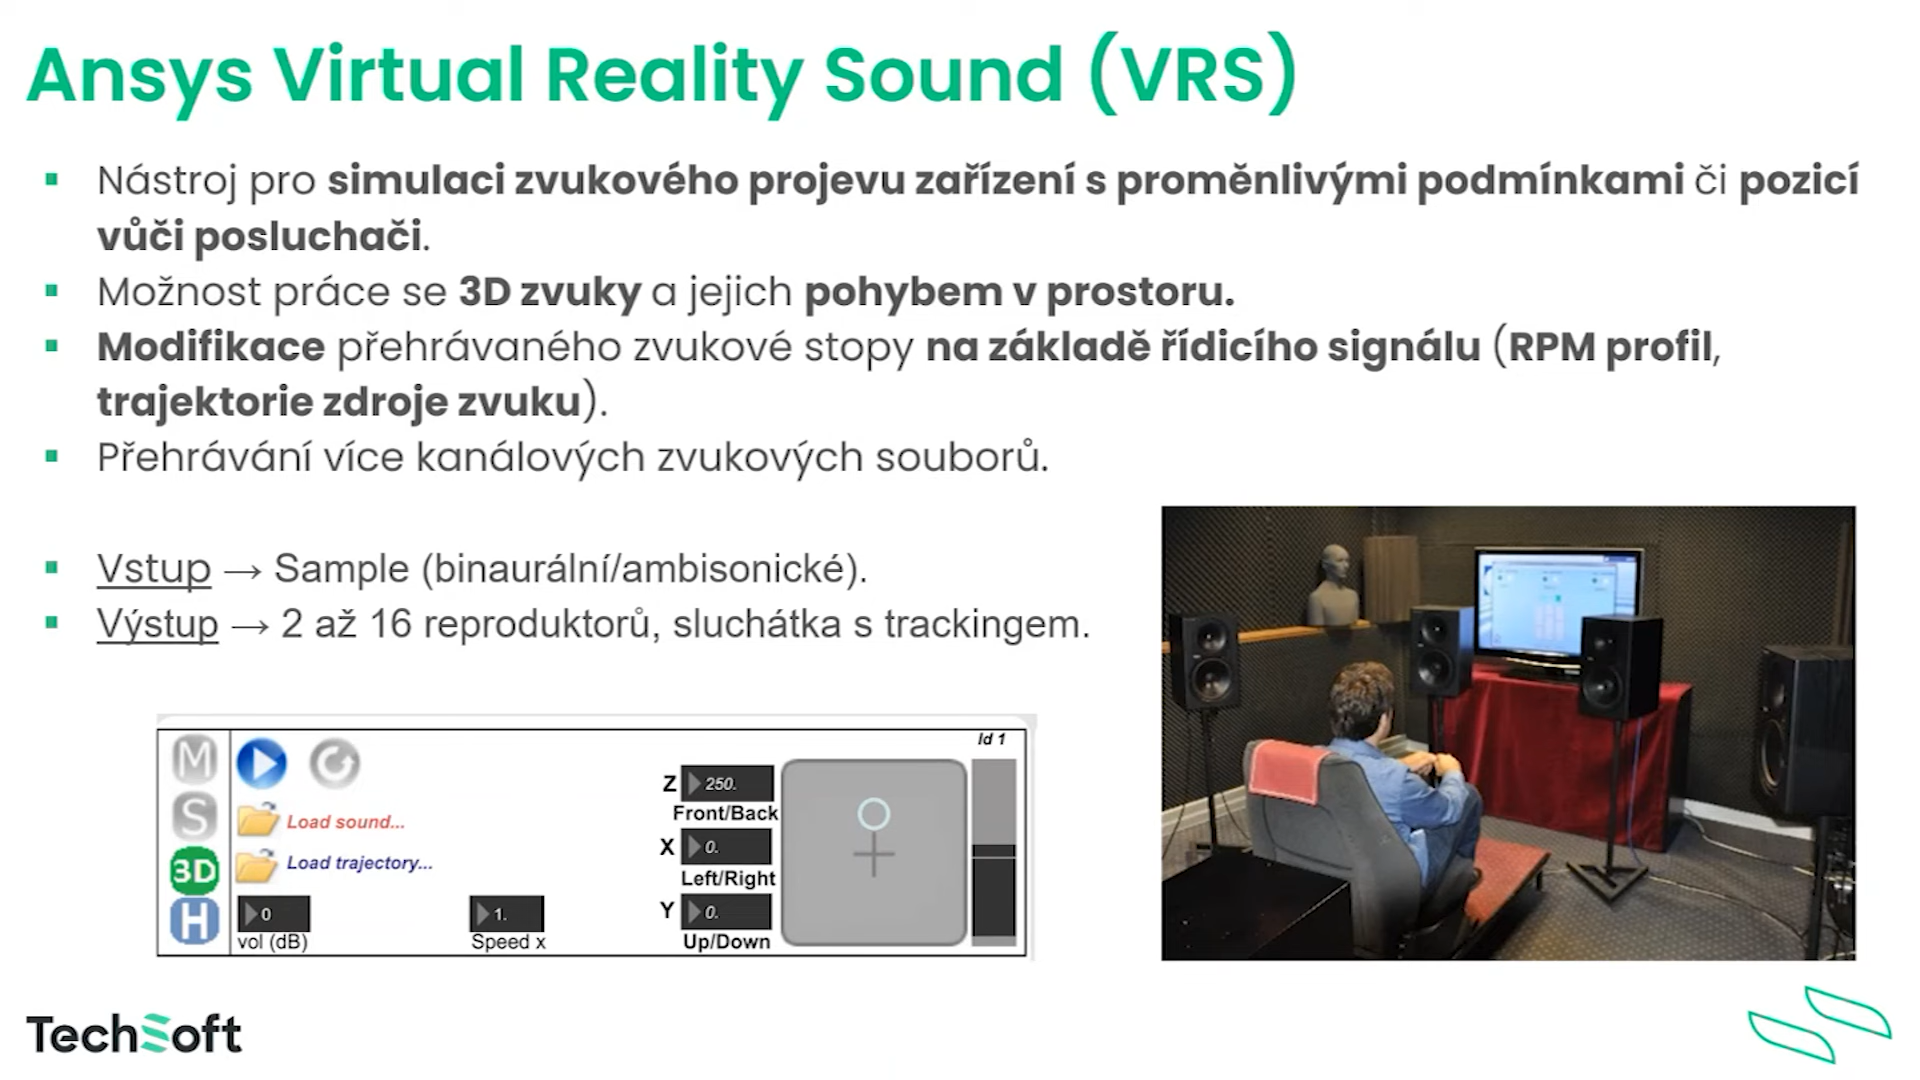 Ansys Virtual Reality Sound (VRS)
Nástroj pro simulaci zvukového projevu zařízení s proměnlivými podmínkami či pozicí
vůči posluchači.
Možnost práce se 3D zvuky a jejich pohybem v prostoru.
Modifikace přehrávaného zvukové stopy na základě řídicího signálu (RPM profil,
trajektorie zdroje zvuku).
Přehrávání více kanálových zvukových souborů.
Vstup → Sample (binaurální/ambisonické).
Výstup → 2 až 16 reproduktorů, sluchátka s trackingem.
Id 1
M
S
3D
H
Load sound...
Load trajectory...
0
vol (dB)
1.
Speed x
Z 250.
Front/Back
X 0.
Left/Right
Y 0.
Up/Down
TechSoft